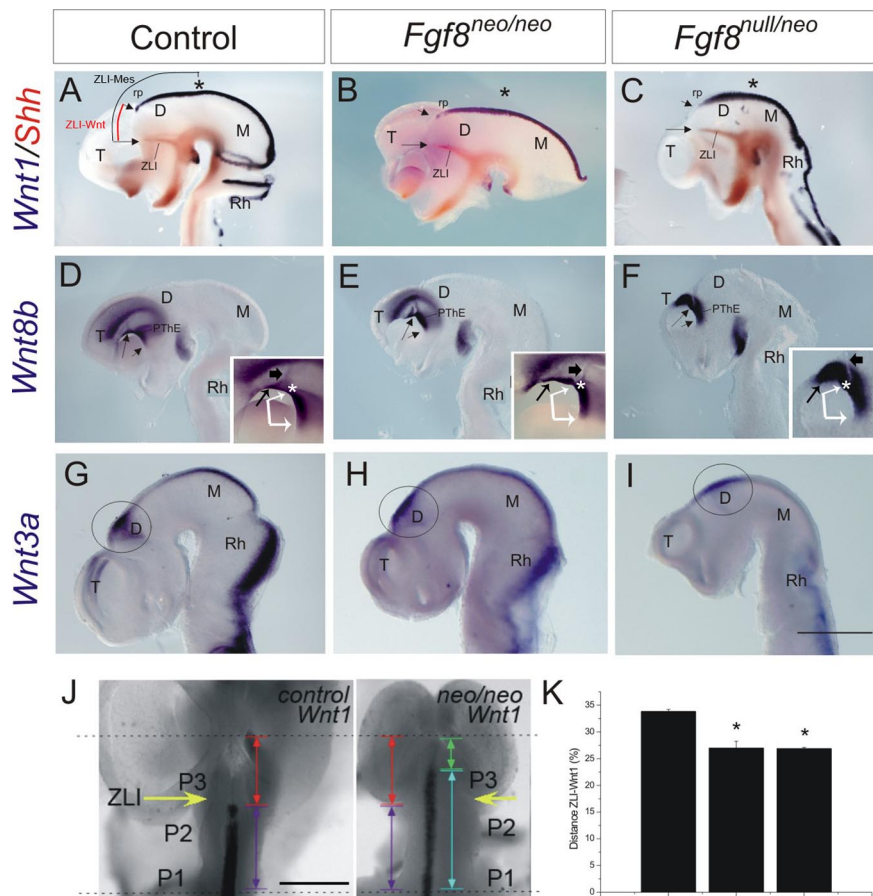 Control
Fgf8neo/neo
Fgf8null/neo
Wnt1/Shh
A
ZLI-Mes
rp
*
ZLI-Wnt
D
M
T
ZLI
Rh
B
rp
*
D
M
T
ZLI
C
rp
*
D
M
T
ZLI
Rh
Wnt8b
D
D
M
T
PThE
Rh
*
E
D
M
T
PThE
Rh
*
F
D
M
T
PThE
Rh
*
Wnt3a
G
M
D
Rh
T
H
M
D
T
Rh
I
D
M
T
Rh
J
control
Wnt1
neo/neo
Wnt1
ZLI
P3
P2
P1
P3
P2
P1
K
Distance ZLI-Wnt1 (%)
35
30
25
20
15
10
5
0
*
*